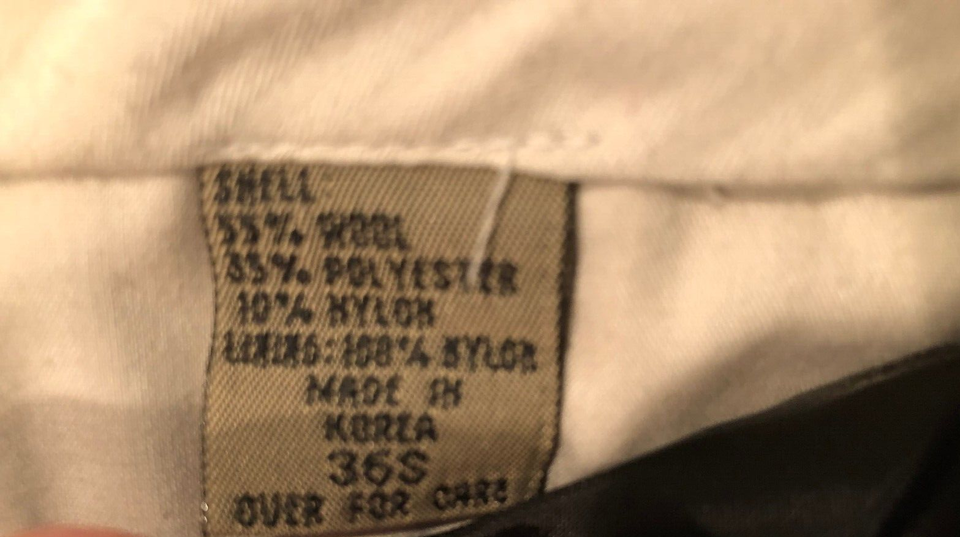 SHELL
55% WOOL
35% POLYESTER
10% NYLON
LINING:100% NYLON
MADE IN
KOREA
36S
OVER FOR CARE